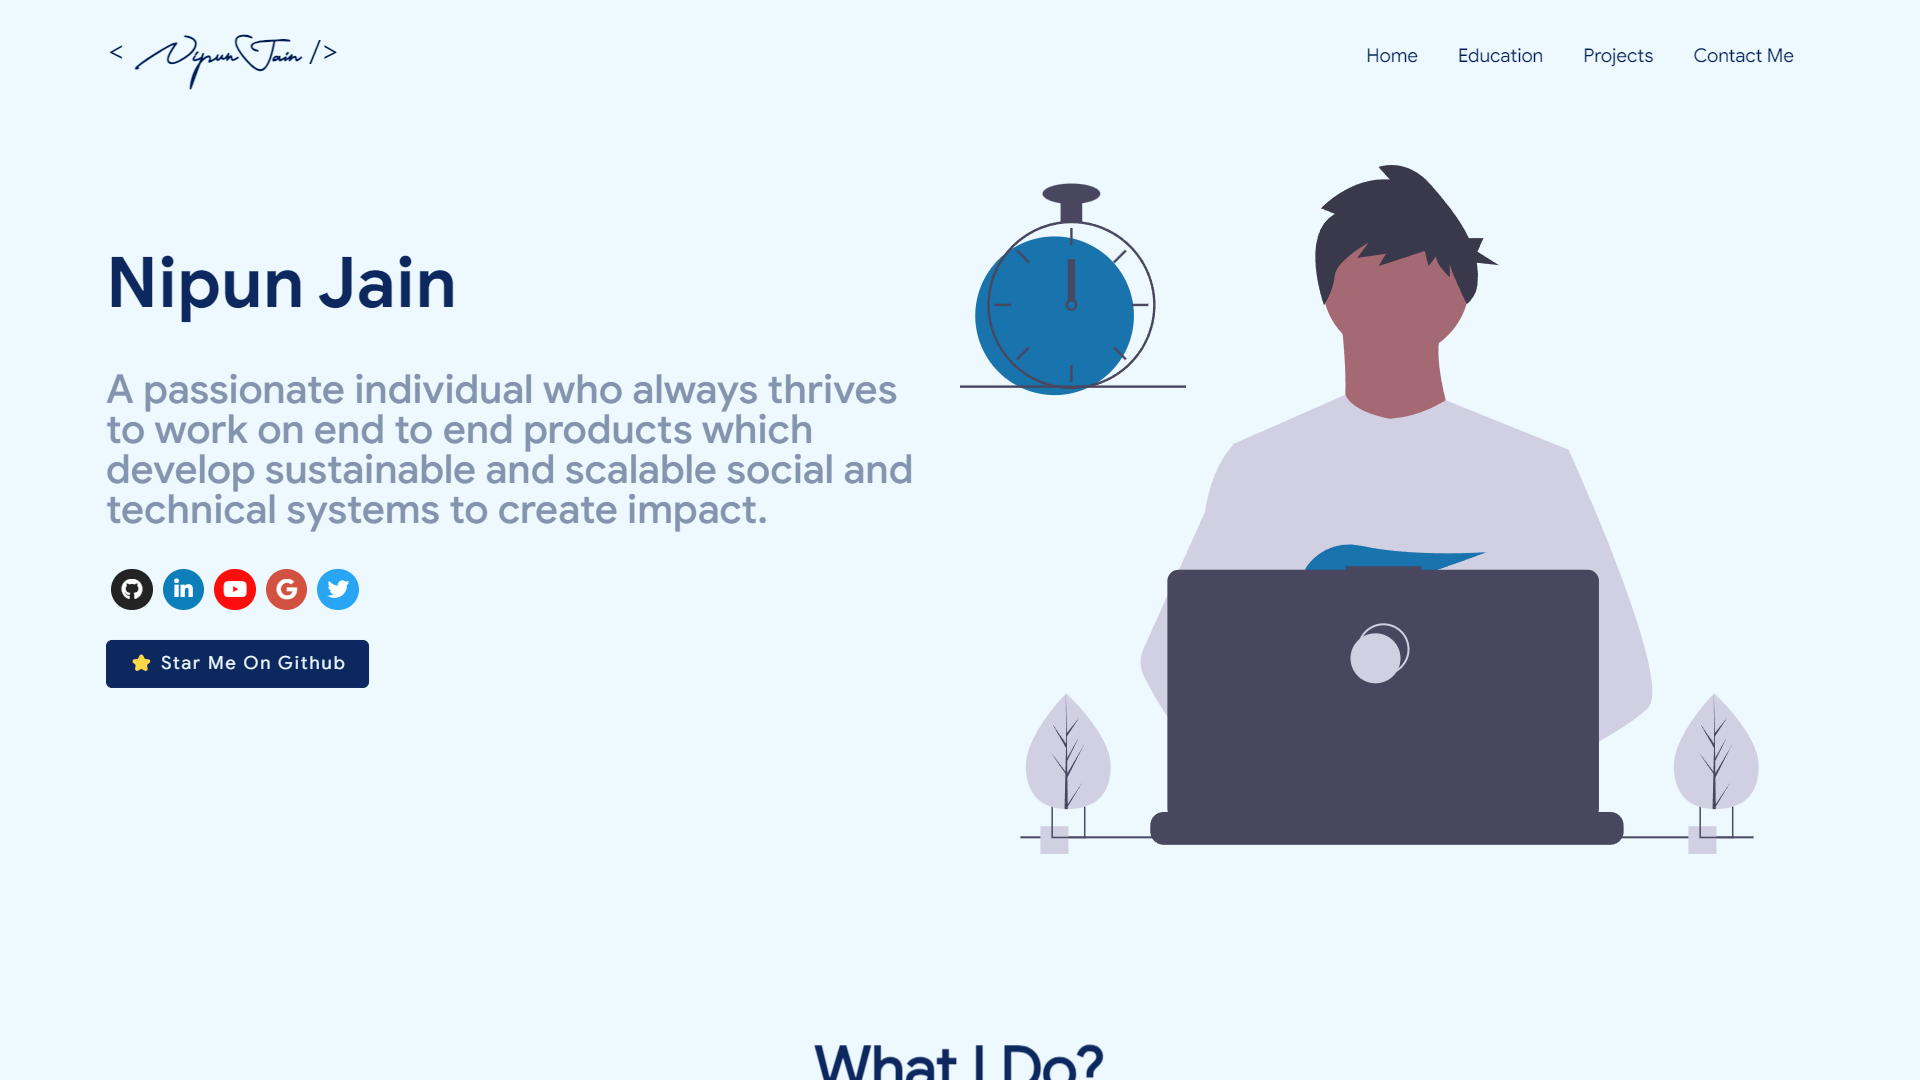 < Nipun Jain />
Home
Education
Projects
Contact Me
Nipun Jain
A passionate individual who always thrives
to work on end to end products which
develop sustainable and scalable social and
technical systems to create impact.
Star Me On Github
What I Do?